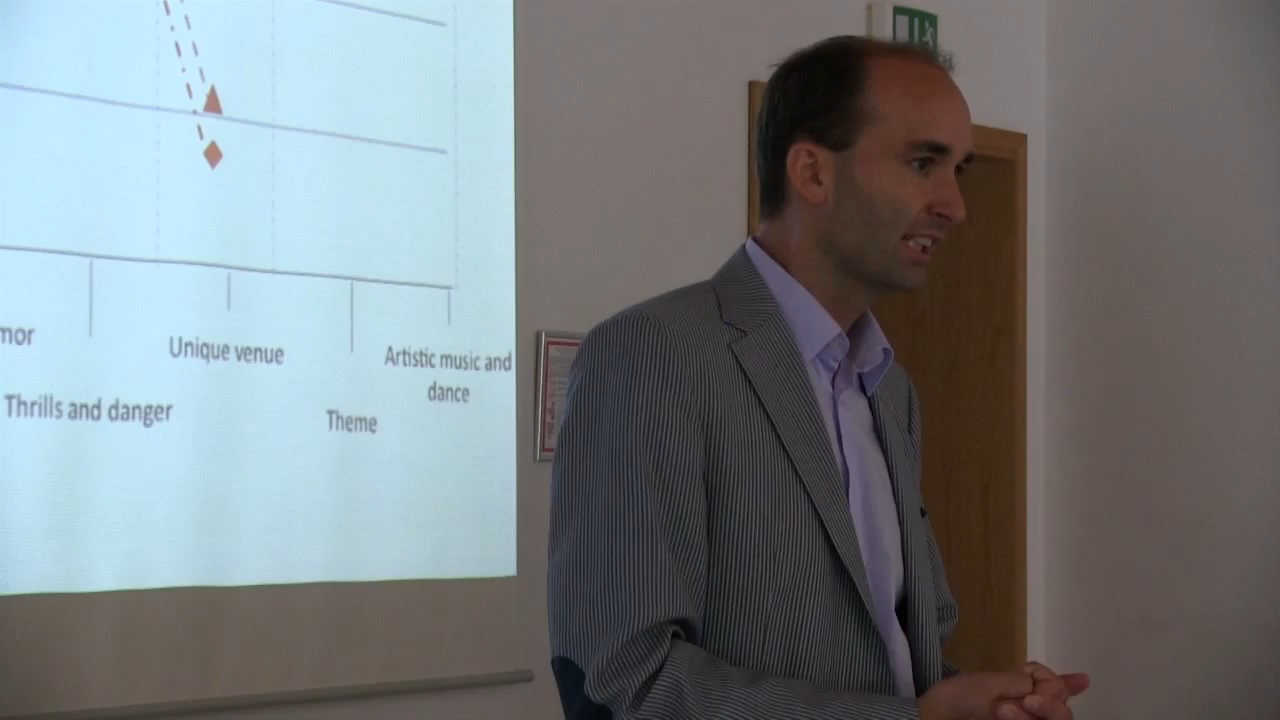 mor
Unique venue
Artistic music and
dance
Thrills and danger
Theme